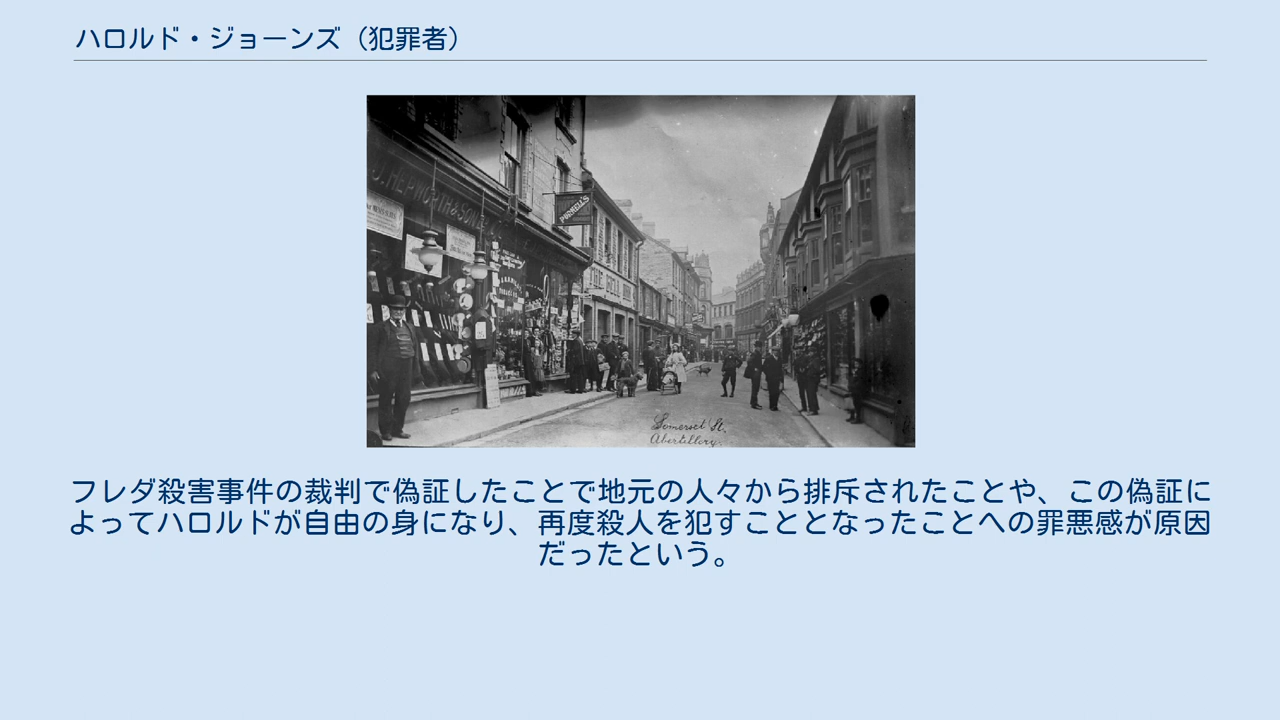 ハロルド・ジョーンズ（犯罪者）
J. HEPWORTH & SON
PURNELL'S
Somerset St.
Abertillery.
フレダ殺害事件の裁判で偽証したことで地元の人々から排斥されたことや、この偽証に
よってハロルドが自由の身になり、再度殺人を犯すこととなったことへの罪悪感が原因
だったという。